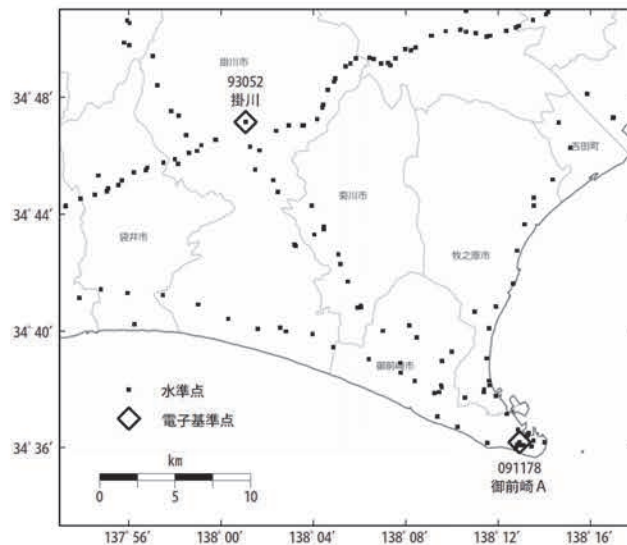 掛川市
93052
掛川
34°48'
吉田町
34°44'
菊川市
袋井市
牧之原市
34°40'
御前崎市
水準点
電子基準点
34°36'
km
0 5 10
091178
御前崎A
137°56' 138°00' 138°04' 138°08' 138°12' 138°16'